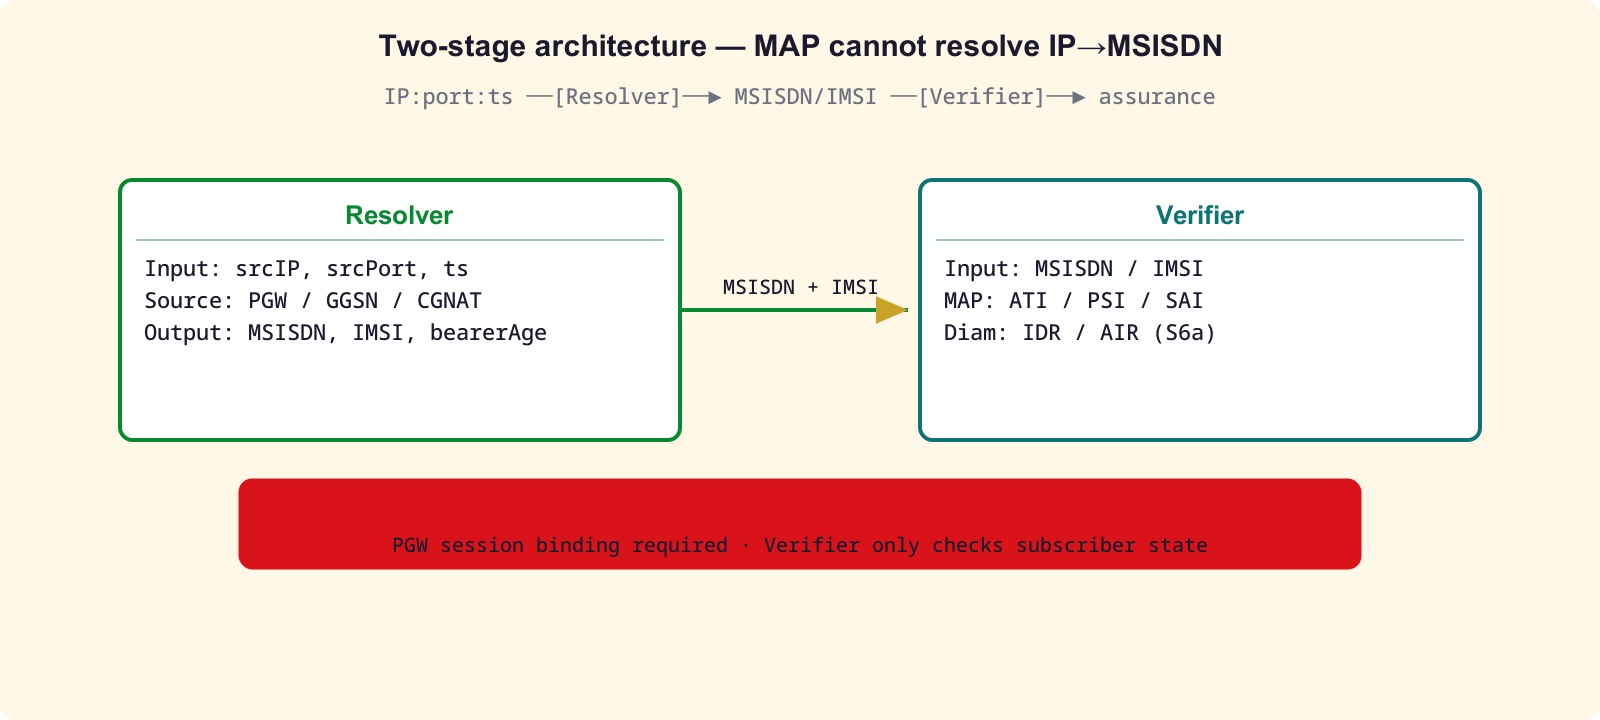 Two-stage architecture — MAP cannot resolve IP→MSISDN
IP:port:ts ──[Resolver]──▶ MSISDN/IMSI ──[Verifier]──▶ assurance
Resolver
Input: srcIP, srcPort, ts
Source: PGW / GGSN / CGNAT
Output: MSISDN, IMSI, bearerAge
MSISDN + IMSI
Verifier
Input: MSISDN / IMSI
MAP: ATI / PSI / SAI
Diam: IDR / AIR (S6a)
PGW session binding required · Verifier only checks subscriber state